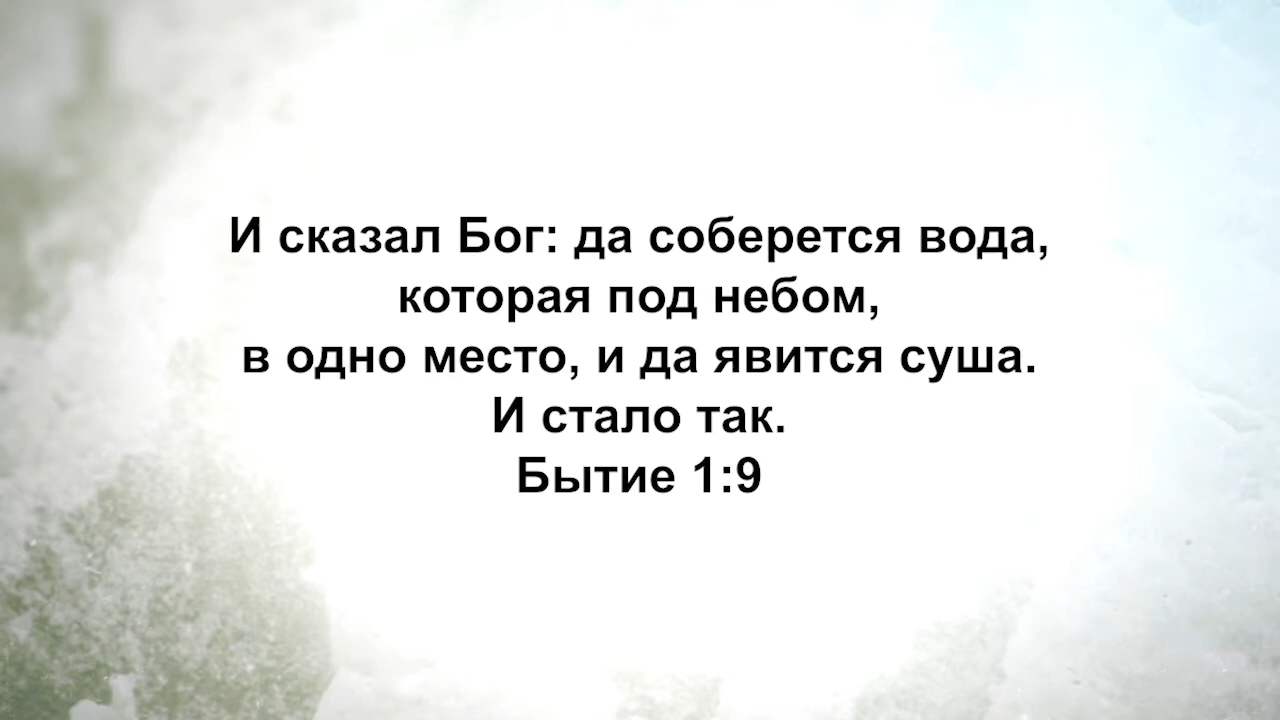 И сказал Бог: да соберется вода,
которая под небом,
в одно место, и да явится суша.
И стало так.
Бытие 1:9